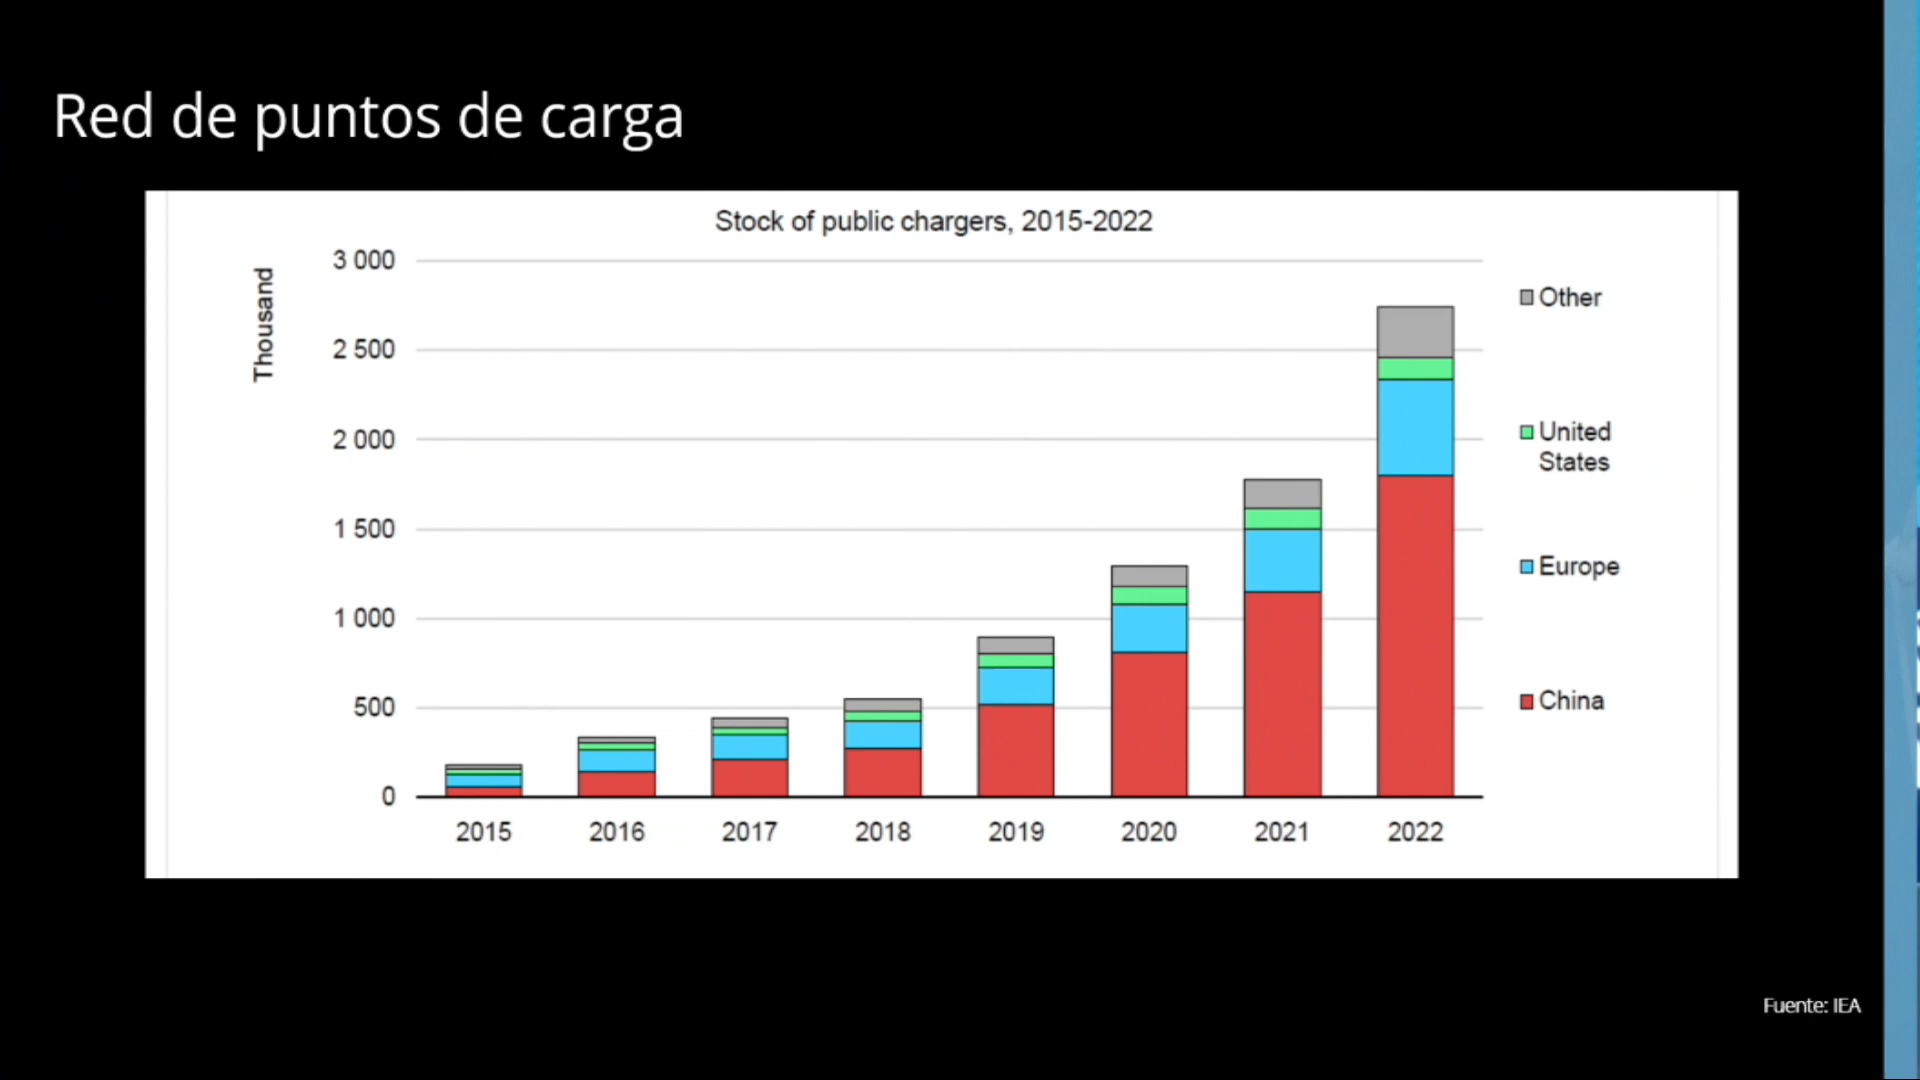 Red de puntos de carga
Stock of public chargers, 2015-2022
Thousand
3 000
2 500
2 000
1 500
1 000
500
0
2015 2016 2017 2018 2019 2020 2021 2022
Other
United
States
Europe
China
Fuente: IEA